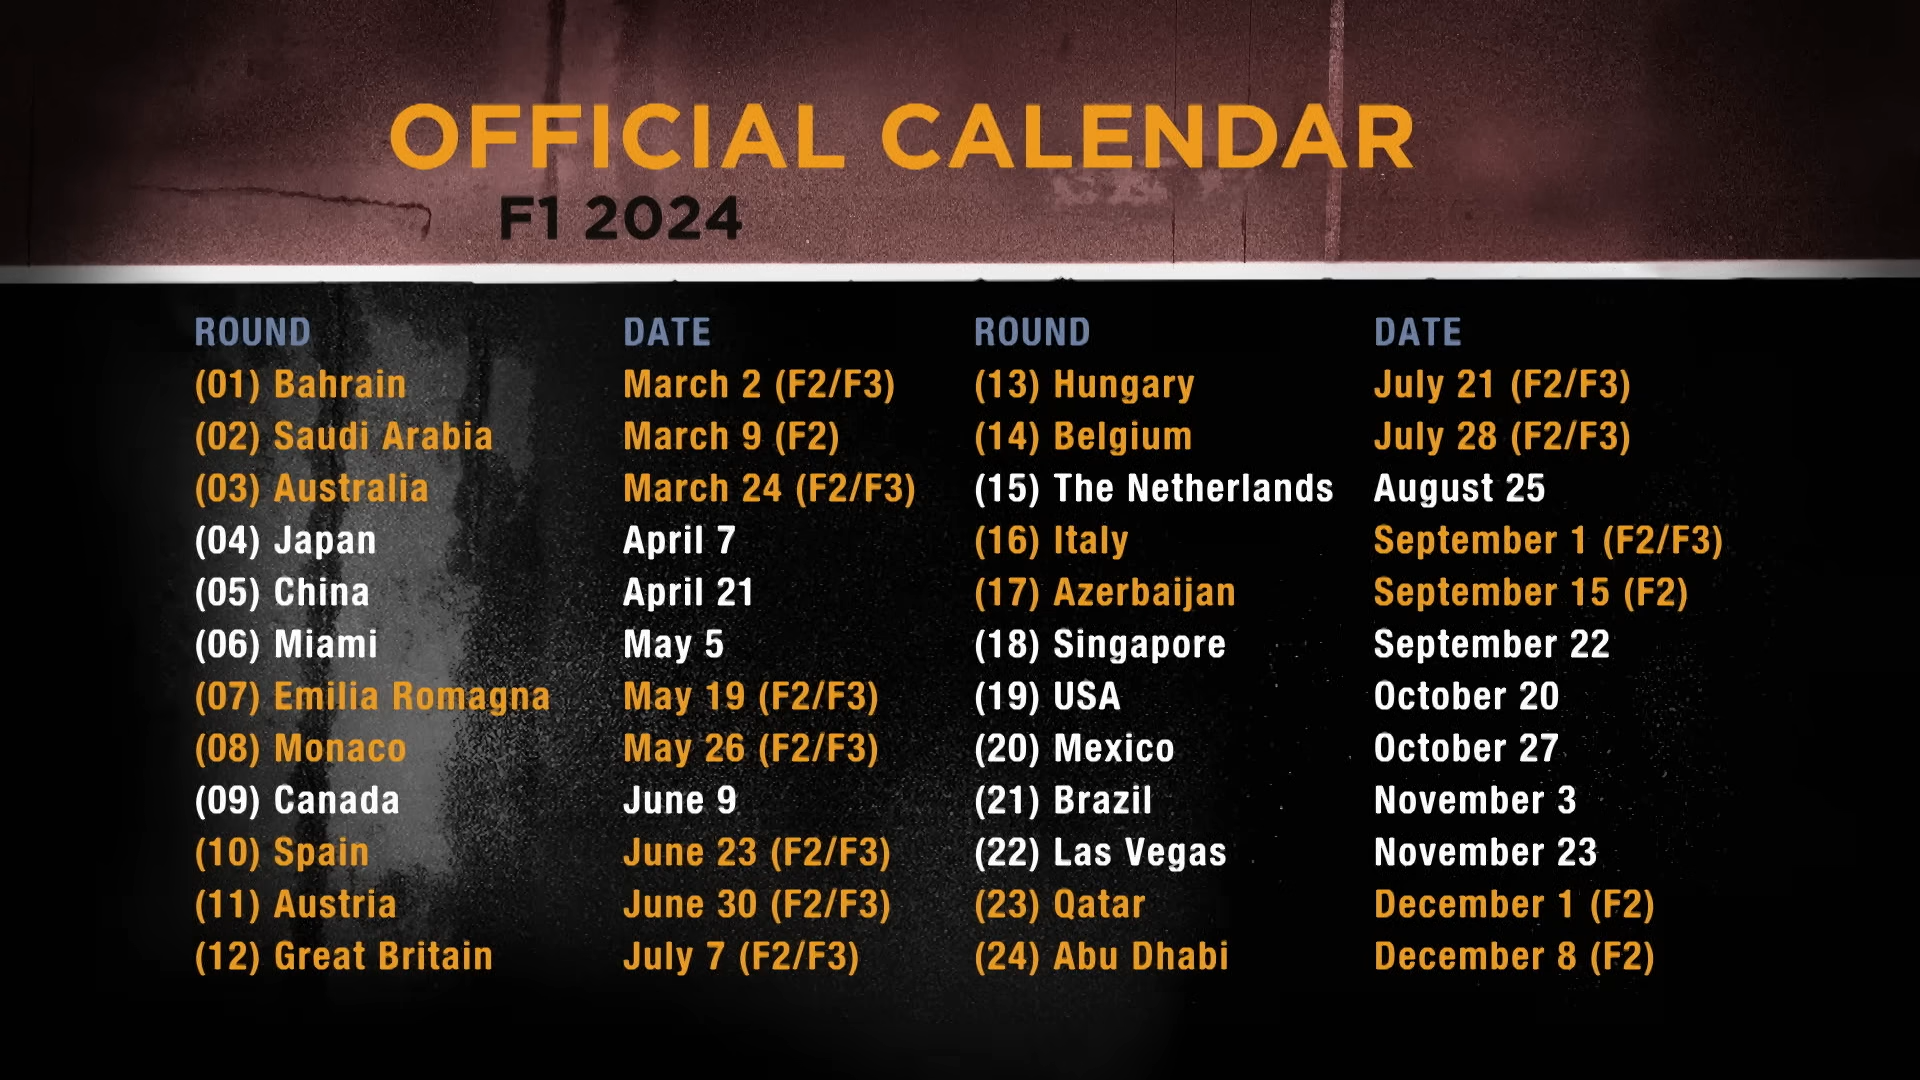 OFFICIAL CALENDAR
F1 2024
ROUND DATE ROUND DATE
(01) Bahrain March 2 (F2/F3) (13) Hungary July 21 (F2/F3)
(02) Saudi Arabia March 9 (F2) (14) Belgium July 28 (F2/F3)
(03) Australia March 24 (F2/F3) (15) The Netherlands August 25
(04) Japan April 7 (16) Italy September 1 (F2/F3)
(05) China April 21 (17) Azerbaijan September 15 (F2)
(06) Miami May 5 (18) Singapore September 22
(07) Emilia Romagna May 19 (F2/F3) (19) USA October 20
(08) Monaco May 26 (F2/F3) (20) Mexico October 27
(09) Canada June 9 (21) Brazil November 3
(10) Spain June 23 (F2/F3) (22) Las Vegas November 23
(11) Austria June 30 (F2/F3) (23) Qatar December 1 (F2)
(12) Great Britain July 7 (F2/F3) (24) Abu Dhabi December 8 (F2)